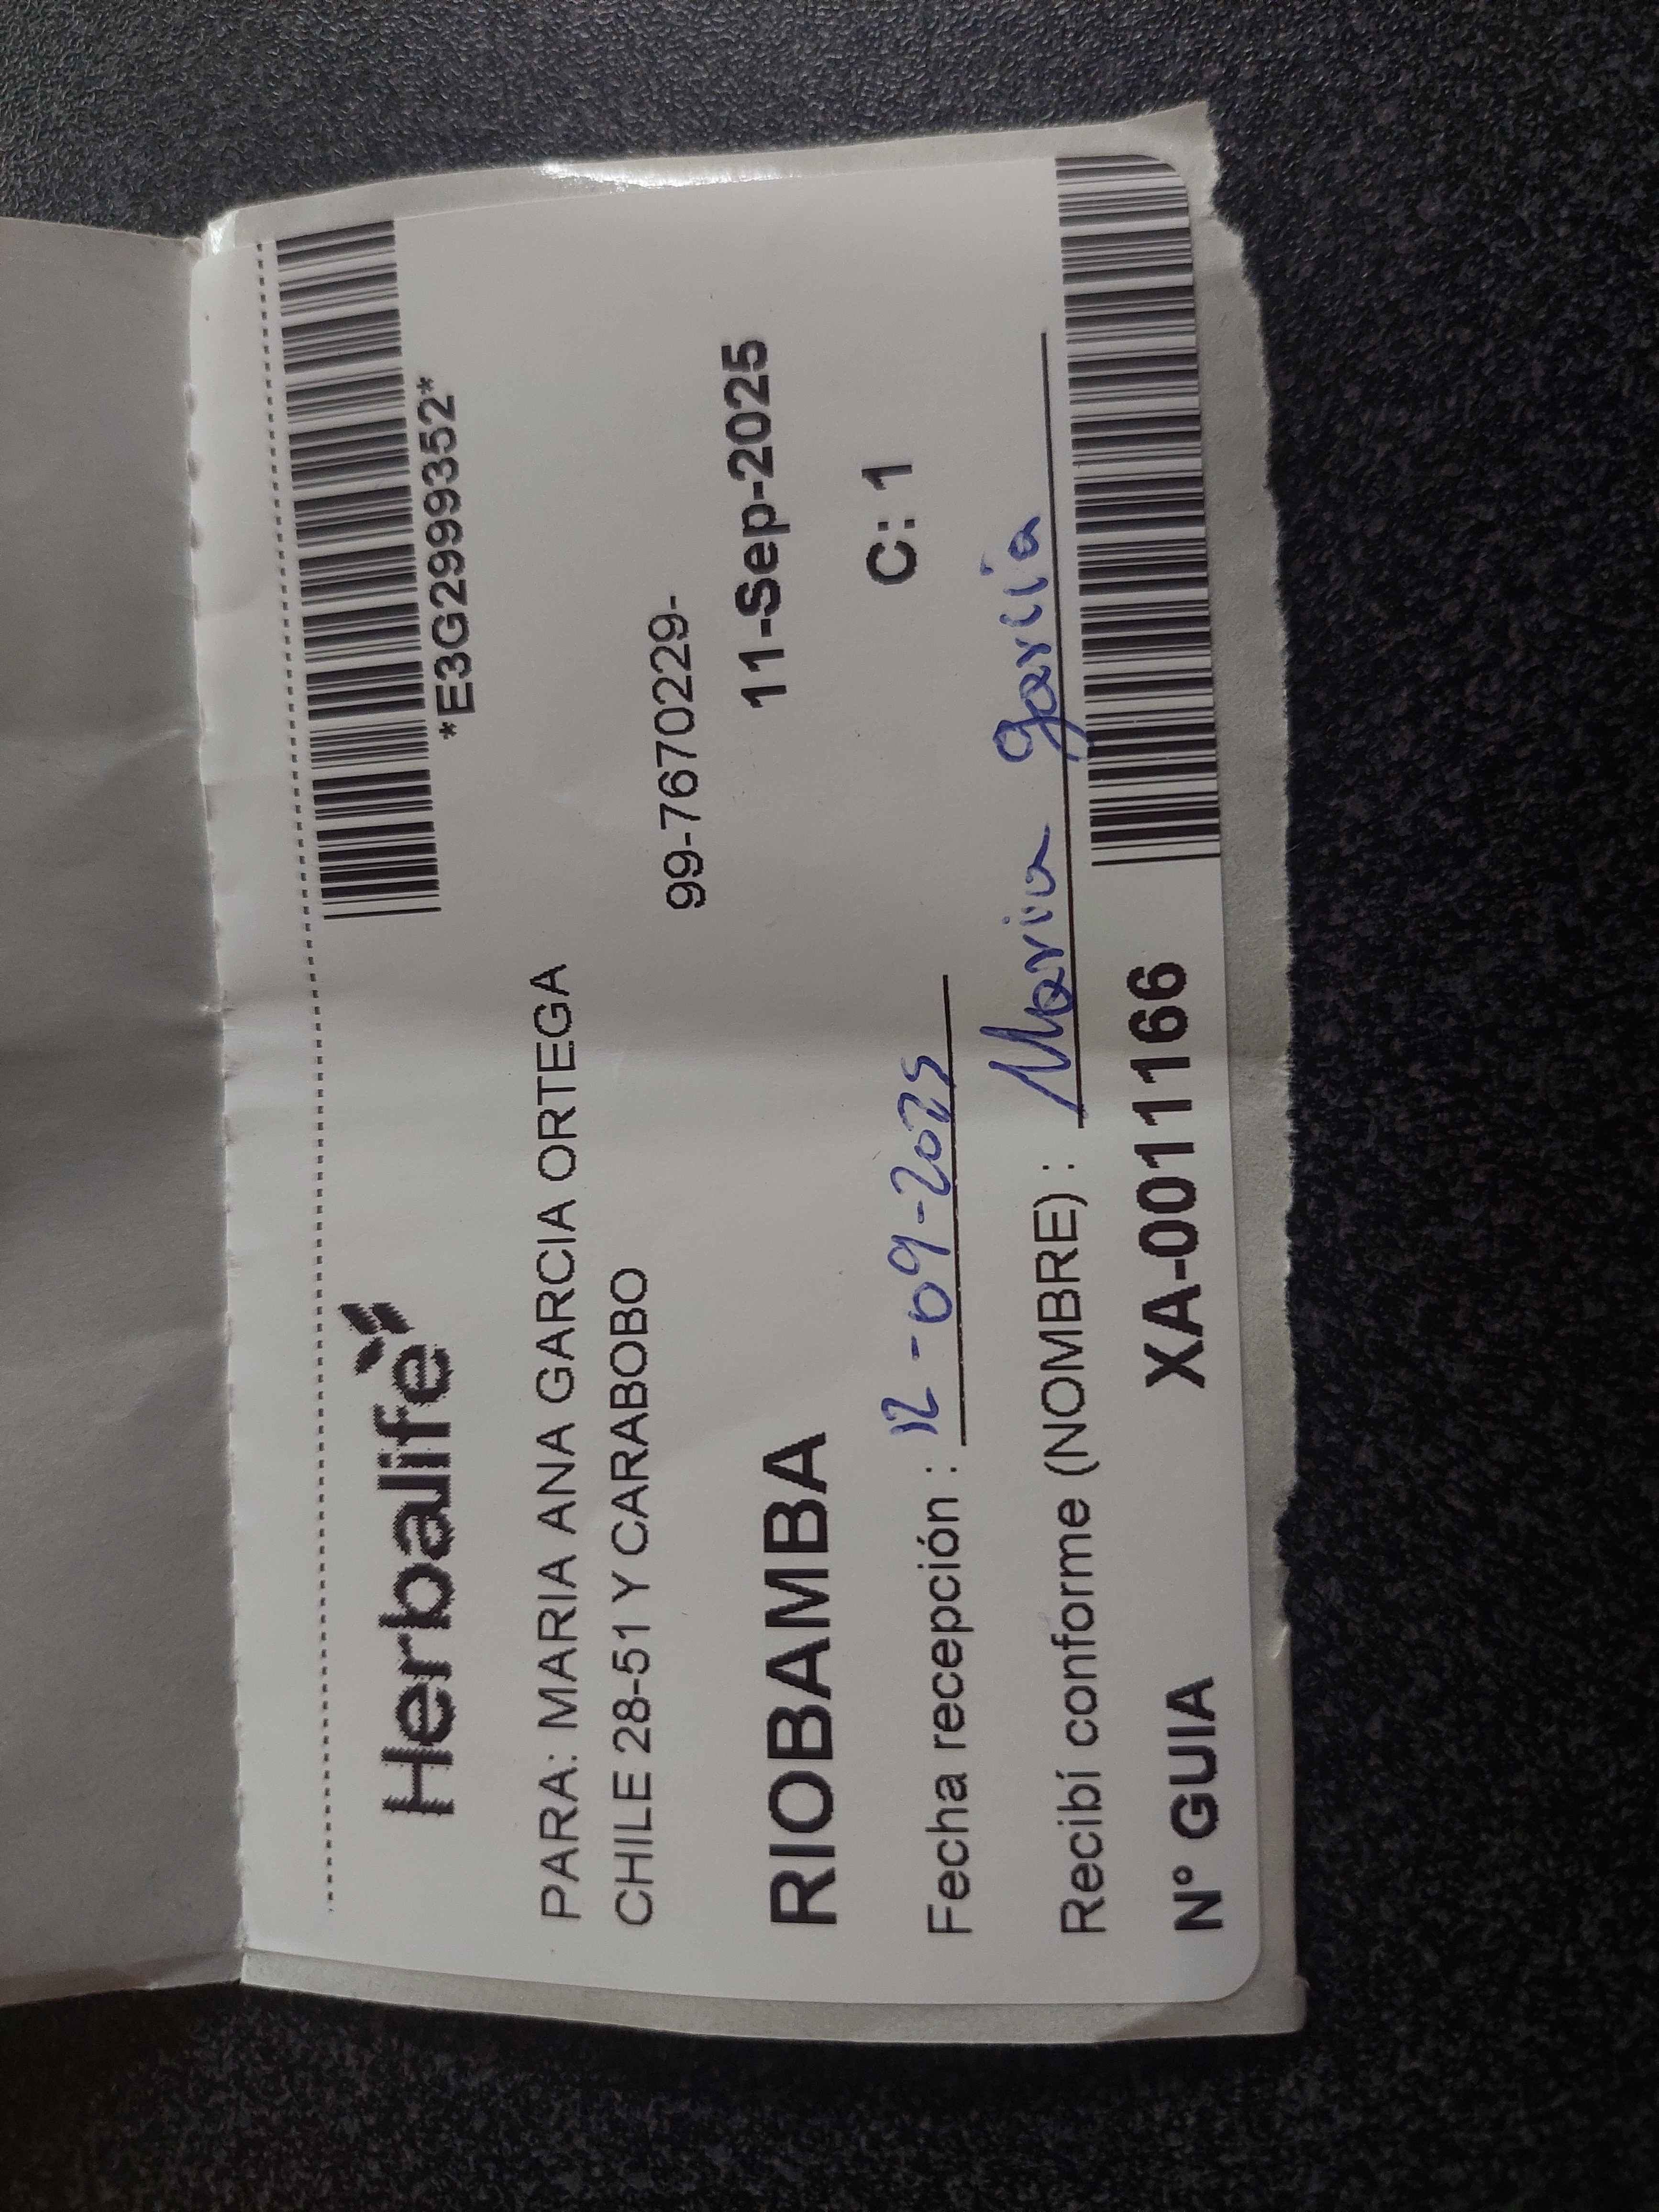 Herbalife
*E3G2999352*
PARA: MARIA ANA GARCIA ORTEGA
CHILE 28-51 Y CARABOBO
99-767029-
RIOBAMBA 11-Sep-2025
Fecha recepción : 12-09-2025 C: 1
Recibí conforme (NOMBRE) : Maria Garcia
N° GUIA XA-0011166